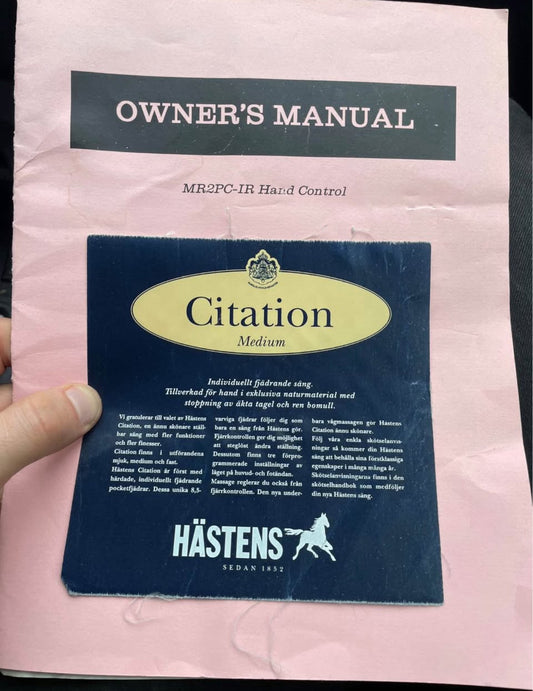 OWNER'S MANUAL
MR2PC-IR Hand Control
Citation
Medium
Individuellt fjädrande säng.
Tillverkad för hand i exklusiva naturmaterial med
stoppning av äkta tagel och ren bomull.
Vi gratulerar till valet av Hästens
Citation, en ännu skönare ställ-
bar säng med fler funktioner
och fler finesser.
Citation finns i utförandena
mjuk, medium och fast.
Hästens Citation är först med
härdade, individuellt fjädrande
pocketfjädrar. Dessa unika 8,5-
varviga fjädrar följer dig som
bara en säng från Hästens gör.
Fjärrkontrollen ger dig möjlighet
att steglöst ändra ställning.
Dessutom finns tre förpro-
grammerade inställningar av
läget på huvud- och fotändan.
Massage reglerar du också från
fjärrkontrollen. Den nya under-
bara vågmassagen gör Hästens
Citation ännu skönare.
Följ våra enkla skötselanvis-
ningar så kommer din Hästens
säng att behålla sina förstklassiga
egenskaper i många många år.
Skötselanvisningarna finns i den
skötselhandbok som medföljer
din nya Hästens säng.
HÄSTENS
SEDAN 1852